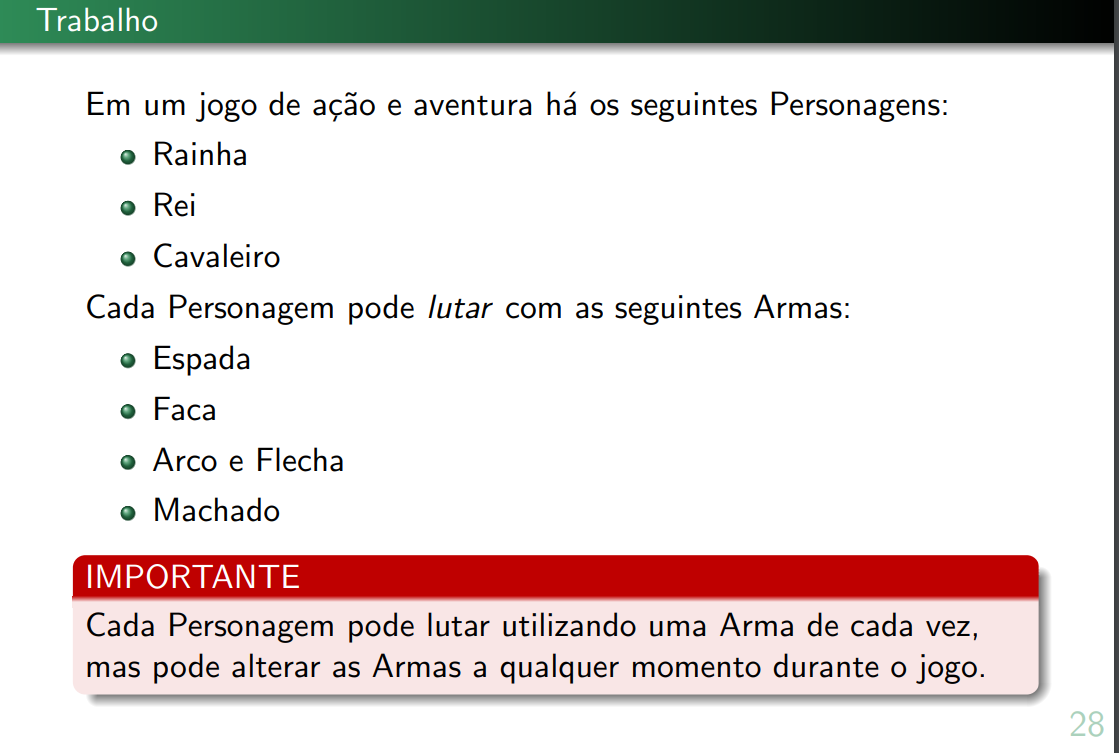 Trabalho
Em um jogo de ação e aventura há os seguintes Personagens:
Rainha
Rei
Cavaleiro
Cada Personagem pode lutar com as seguintes Armas:
Espada
Faca
Arco e Flecha
Machado
IMPORTANTE
Cada Personagem pode lutar utilizando uma Arma de cada vez,
mas pode alterar as Armas a qualquer momento durante o jogo.
28